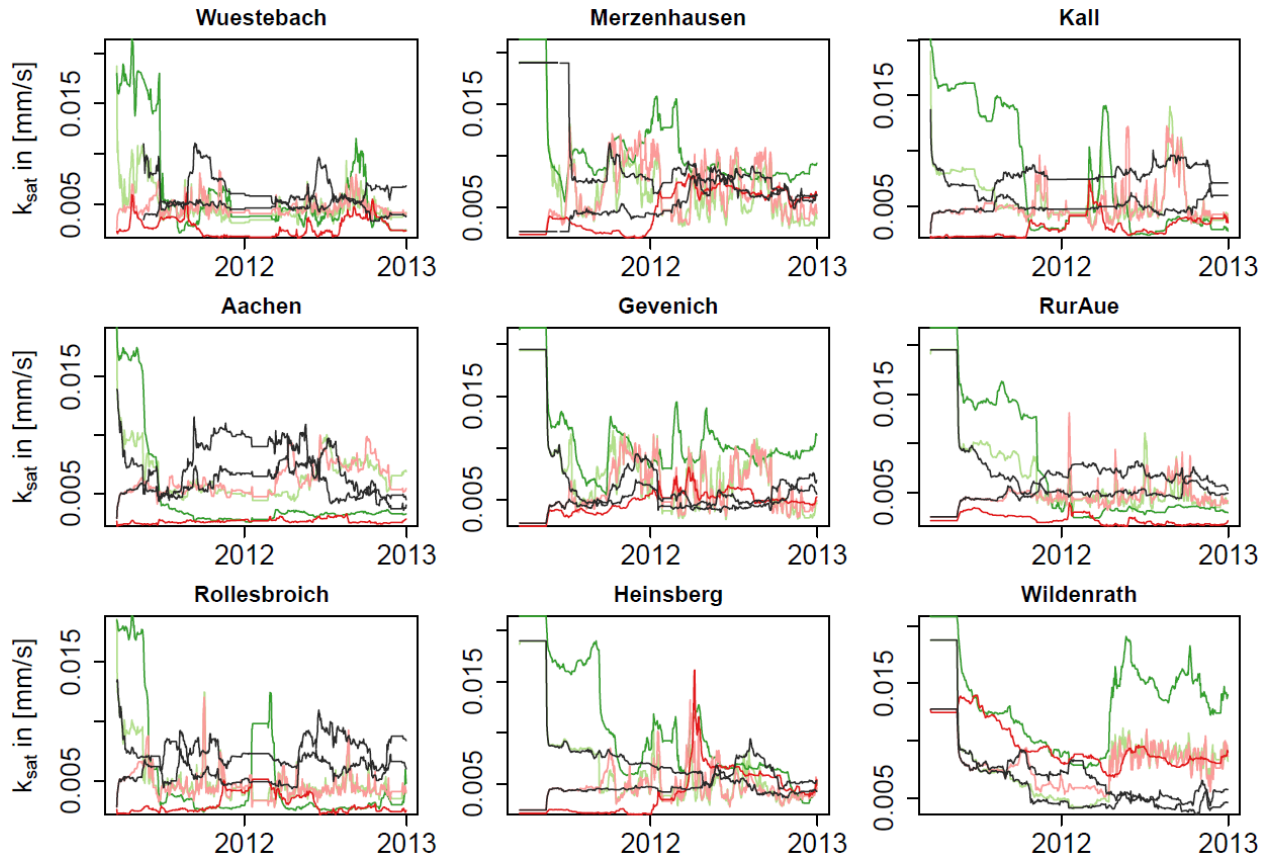 Wuestebach Merzenhausen Kall
k_sat in [mm/s]
0.005 0.015
0.005 0.015
0.005 0.015
2012 2013 2012 2013 2012 2013
Aachen Gevenich RurAue
k_sat in [mm/s]
0.005 0.015
0.005 0.015
0.005 0.015
2012 2013 2012 2013 2012 2013
Rollesbroich Heinsberg Wildenrath
k_sat in [mm/s]
0.005 0.015
0.005 0.015
0.005 0.015
2012 2013 2012 2013 2012 2013